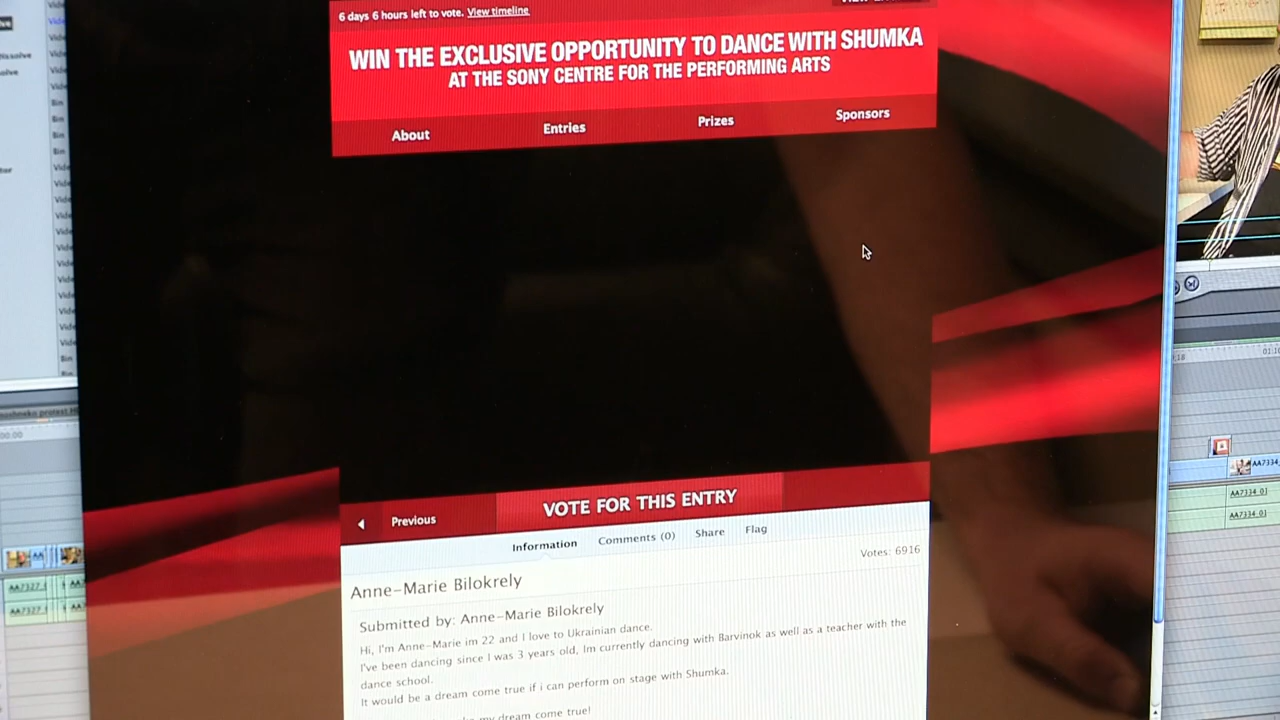 6 days 6 hours left to vote. View timeline
WIN THE EXCLUSIVE OPPORTUNITY TO DANCE WITH SHUMKA
AT THE SONY CENTRE FOR THE PERFORMING ARTS
About Entries Prizes Sponsors
Previous
VOTE FOR THIS ENTRY
Information Comments (0) Share Flag
Votes: 6916
Anne-Marie Bilokrely
Submitted by: Anne-Marie Bilokrely
Hi, I'm Anne-Marie im 22 and I love to Ukrainian dance.
I've been dancing since I was 3 years old, Im currently dancing with Barvinok as well as a teacher with the
dance school.
It would be a dream come true if i can perform on stage with Shumka.
my dream come true!
AA7334_01
AA7334_01
AA7327
AA7327